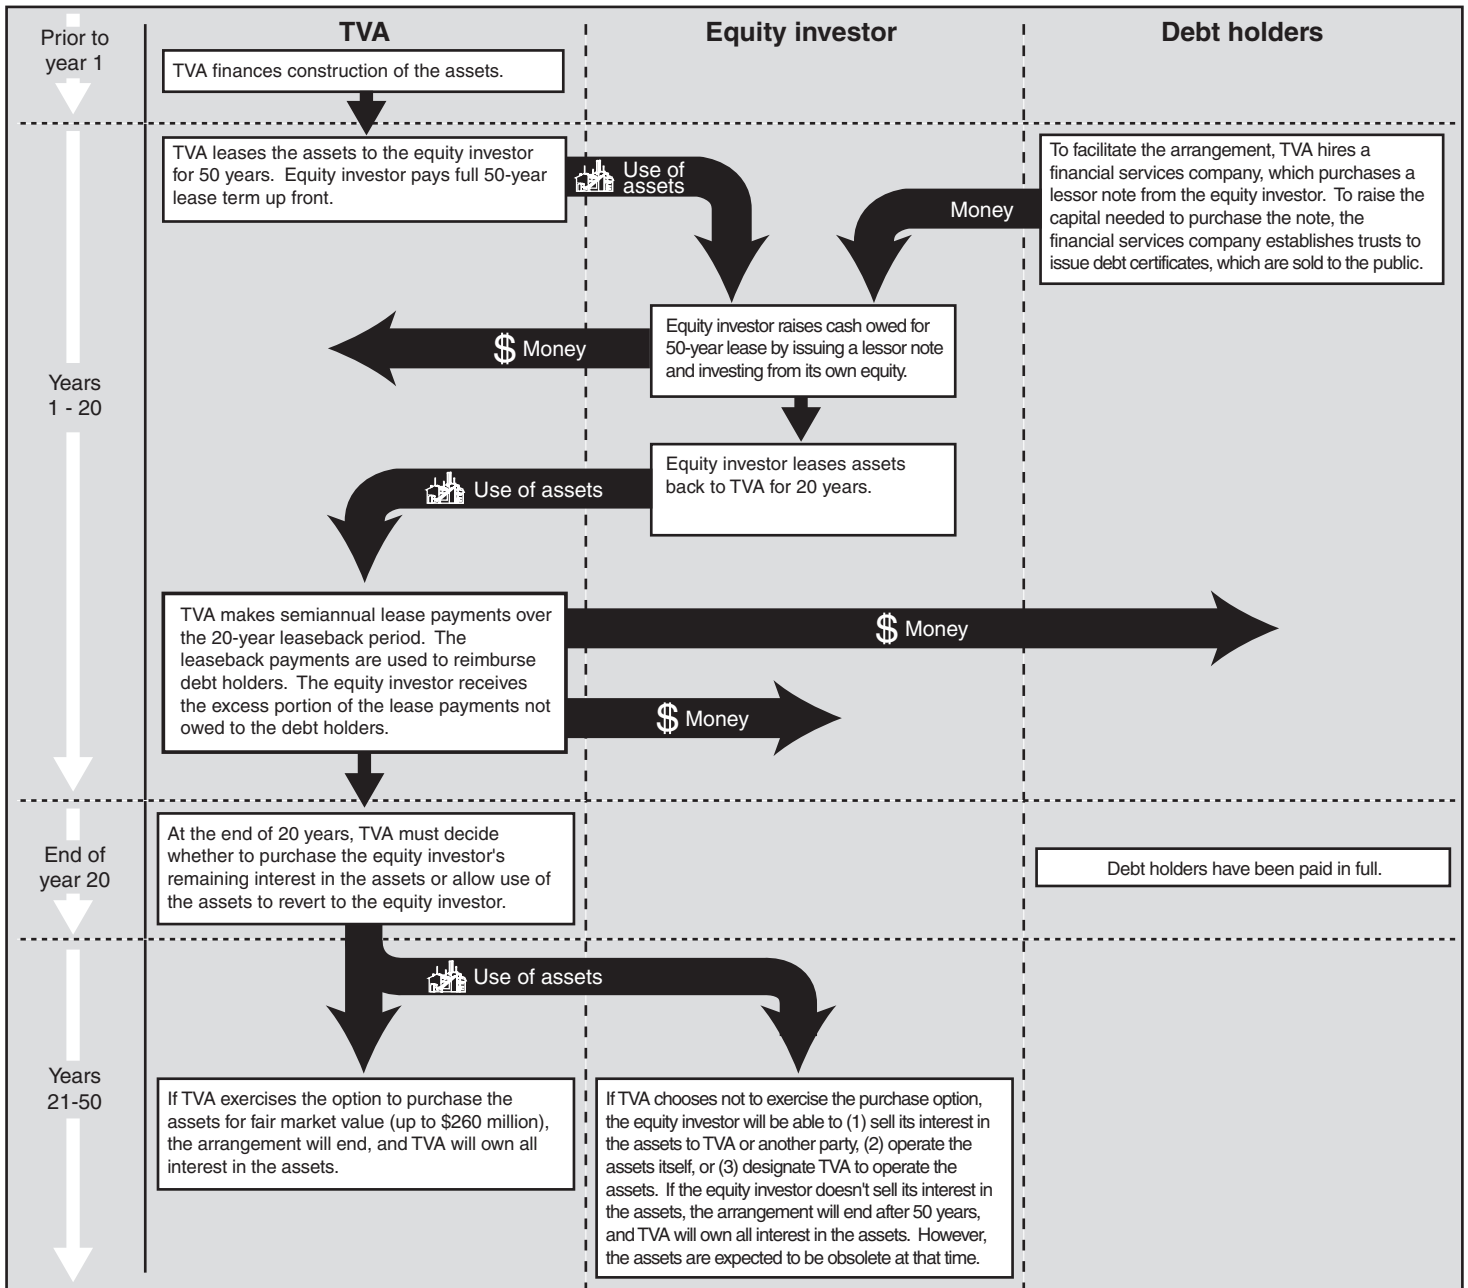 TVA
Equity investor
Debt holders
Prior to
year 1
TVA finances construction of the assets.
Years
1 - 20
TVA leases the assets to the equity investor
for 50 years. Equity investor pays full 50-year
lease term up front.
Use of
assets
Money
To facilitate the arrangement, TVA hires a
financial services company, which purchases a
lessor note from the equity investor. To raise the
capital needed to purchase the note, the
financial services company establishes trusts to
issue debt certificates, which are sold to the public.
$ Money
Equity investor raises cash owed for
50-year lease by issuing a lessor note
and investing from its own equity.
Use of assets
Equity investor leases assets
back to TVA for 20 years.
TVA makes semiannual lease payments over
the 20-year leaseback period. The
leaseback payments are used to reimburse
debt holders. The equity investor receives
the excess portion of the lease payments not
owed to the debt holders.
$ Money
$ Money
End of
year 20
At the end of 20 years, TVA must decide
whether to purchase the equity investor's
remaining interest in the assets or allow use of
the assets to revert to the equity investor.
Debt holders have been paid in full.
Use of assets
Years
21-50
If TVA exercises the option to purchase the
assets for fair market value (up to $260 million),
the arrangement will end, and TVA will own all
interest in the assets.
If TVA chooses not to exercise the purchase option,
the equity investor will be able to (1) sell its interest in
the assets to TVA or another party, (2) operate the
assets itself, or (3) designate TVA to operate the
assets. If the equity investor doesn't sell its interest in
the assets, the arrangement will end after 50 years,
and TVA will own all interest in the assets. However,
the assets are expected to be obsolete at that time.